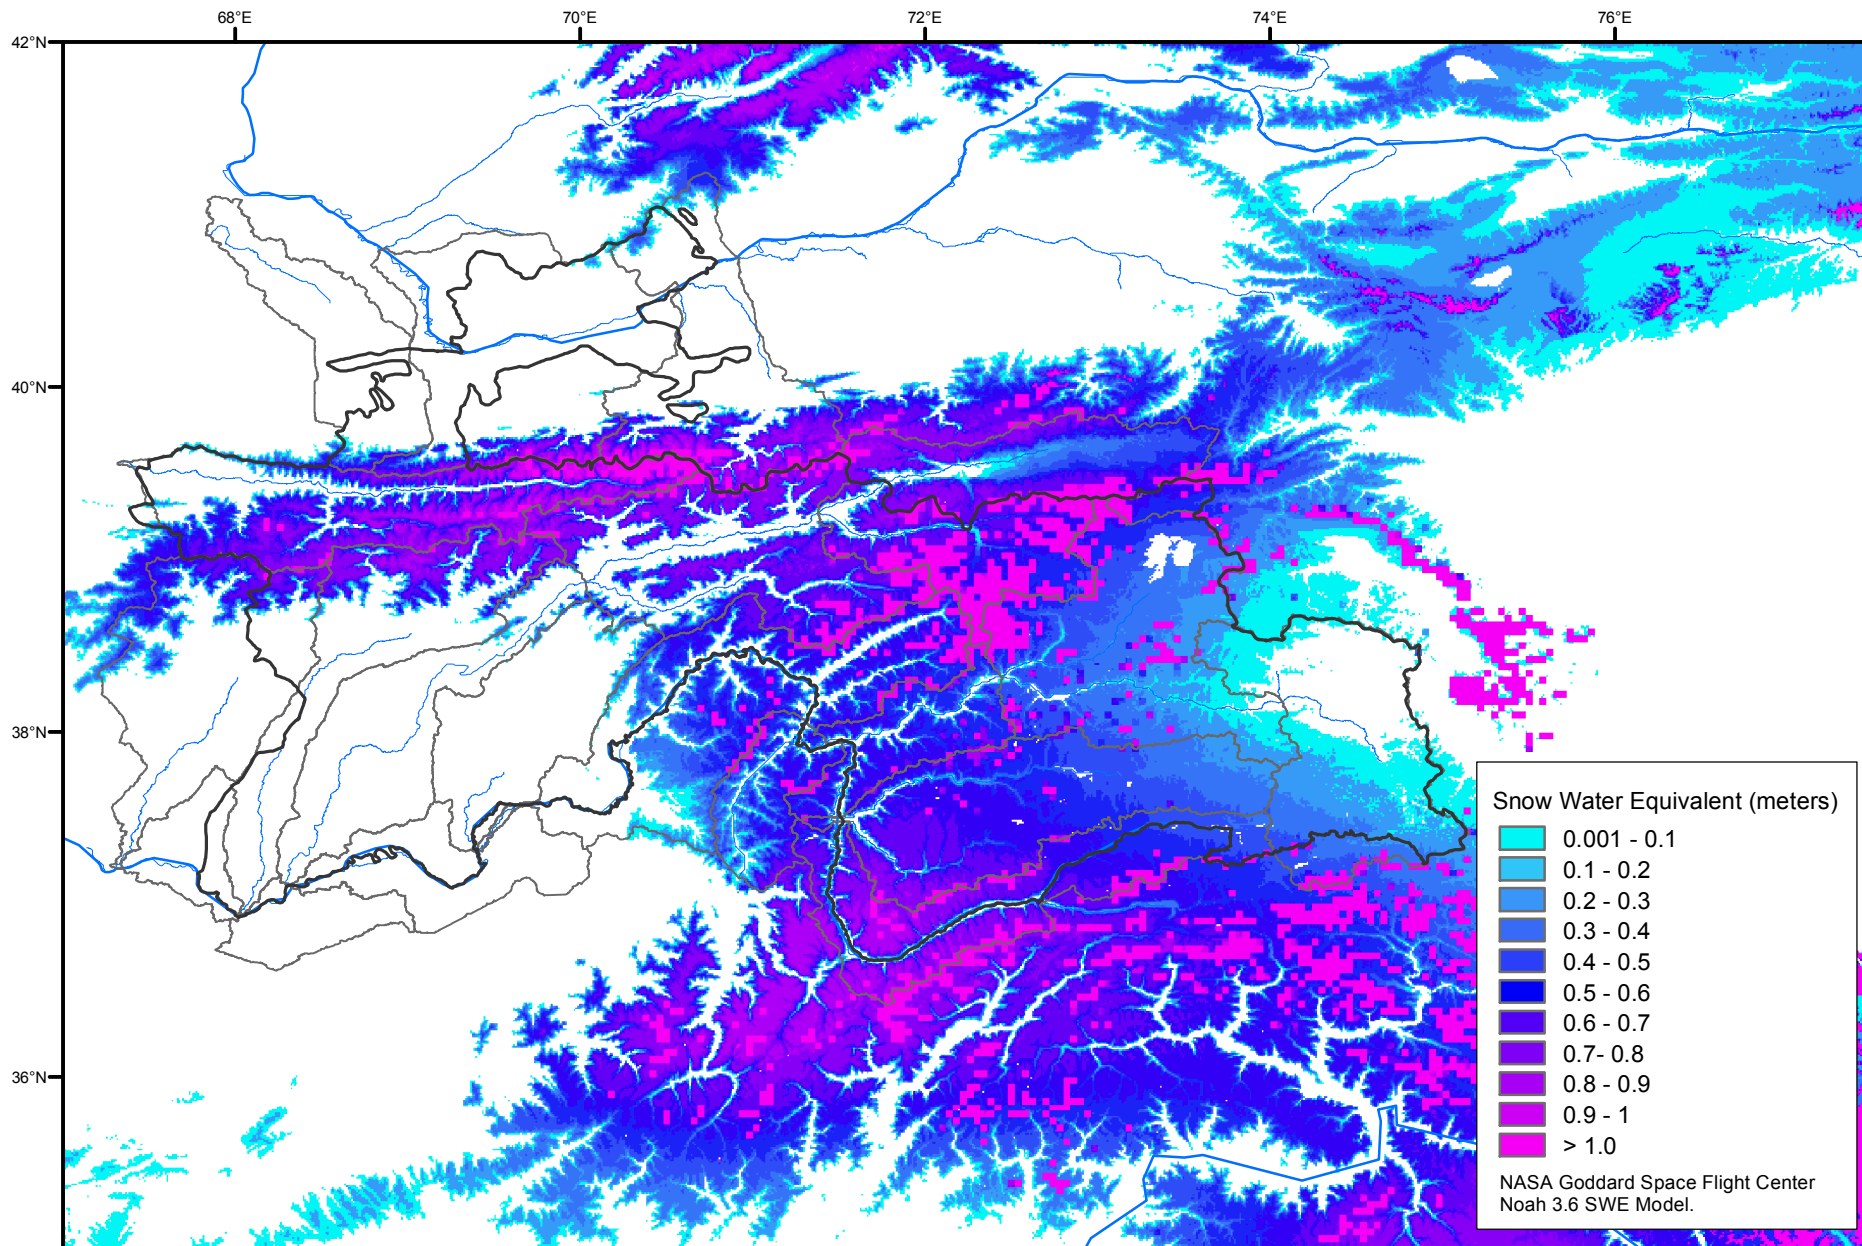 68°E
70°E
72°E
74°E
76°E
42°N
40°N
38°N
36°N
Snow Water Equivalent (meters)
0.001 - 0.1
0.1 - 0.2
0.2 - 0.3
0.3 - 0.4
0.4 - 0.5
0.5 - 0.6
0.6 - 0.7
0.7- 0.8
0.8 - 0.9
0.9 - 1
> 1.0
NASA Goddard Space Flight Center
Noah 3.6 SWE Model.